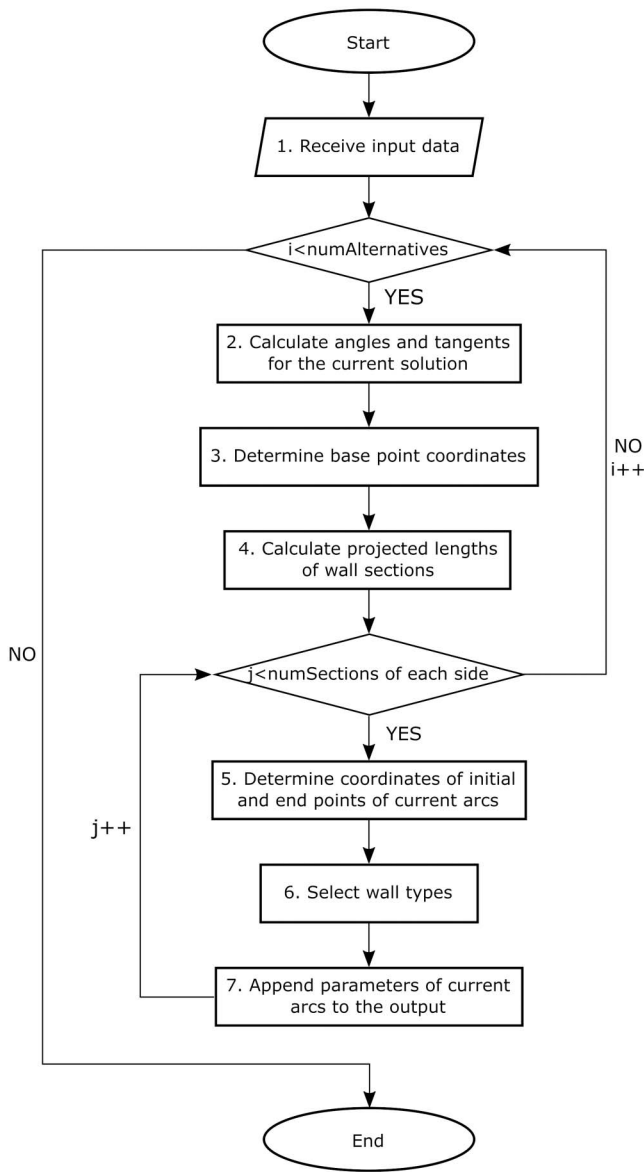 Start
1. Receive input data
i<numAlternatives
YES
2. Calculate angles and tangents
for the current solution
3. Determine base point coordinates
NO
i++
4. Calculate projected lengths
of wall sections
NO
j<numSections of each side
YES
5. Determine coordinates of initial
and end points of current arcs
j++
6. Select wall types
7. Append parameters of current
arcs to the output
End